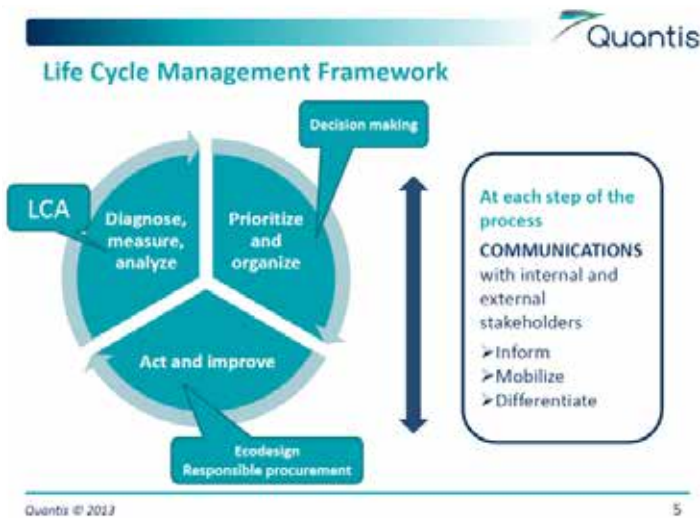 Quantis
Life Cycle Management Framework
Decision making
LCA
Diagnose,
measure,
analyze
Prioritize
and
organize
Act and improve
Ecodesign
Responsible procurement
At each step of the
process
COMMUNICATIONS
with internal and
external
stakeholders
➢Inform
➢Mobilize
➢Differentiate
Quantis © 2013
5